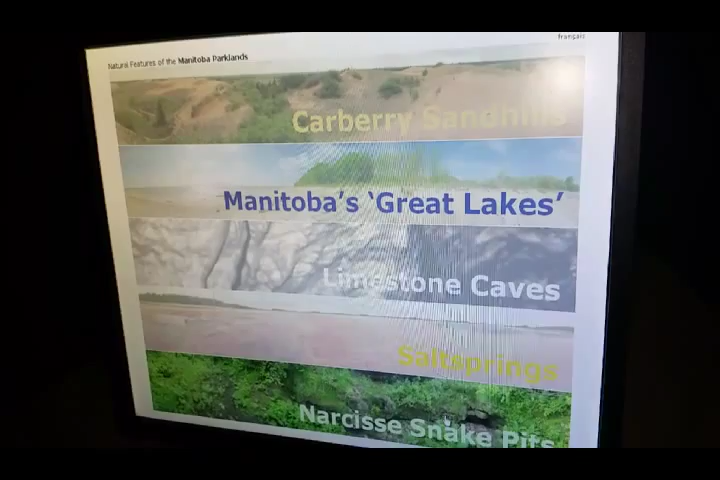 français
Natural Features of the Manitoba Parklands
Carberry Sandhills
Manitoba's 'Great Lakes'
Limestone Caves
Saltsprings
Narcisse Snake Pits